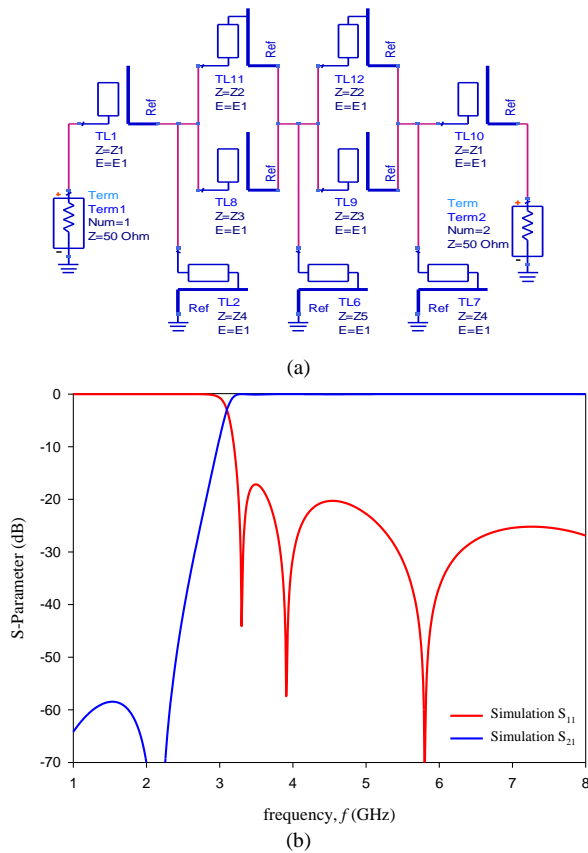 Ref
Ref
TL11
Z=Z2
E=E1
TL12
Z=Z2
E=E1
Ref
Ref
TL1
Z=Z1
E=E1
Ref
Ref
TL10
Z=Z1
E=E1
TL8
Z=Z3
E=E1
TL9
Z=Z3
E=E1
+
Term
Term1
Num=1
Z=50 Ohm
-
Term
Term2
Num=2
Z=50 Ohm
+
-
Ref
TL2
Z=Z4
E=E1
Ref
TL6
Z=Z5
E=E1
Ref
TL7
Z=Z4
E=E1
(a)
S-Parameter (dB)
0
-10
-20
-30
-40
-50
-60
-70
Simulation S11
Simulation S21
1 2 3 4 5 6 7 8
frequency, f (GHz)
(b)